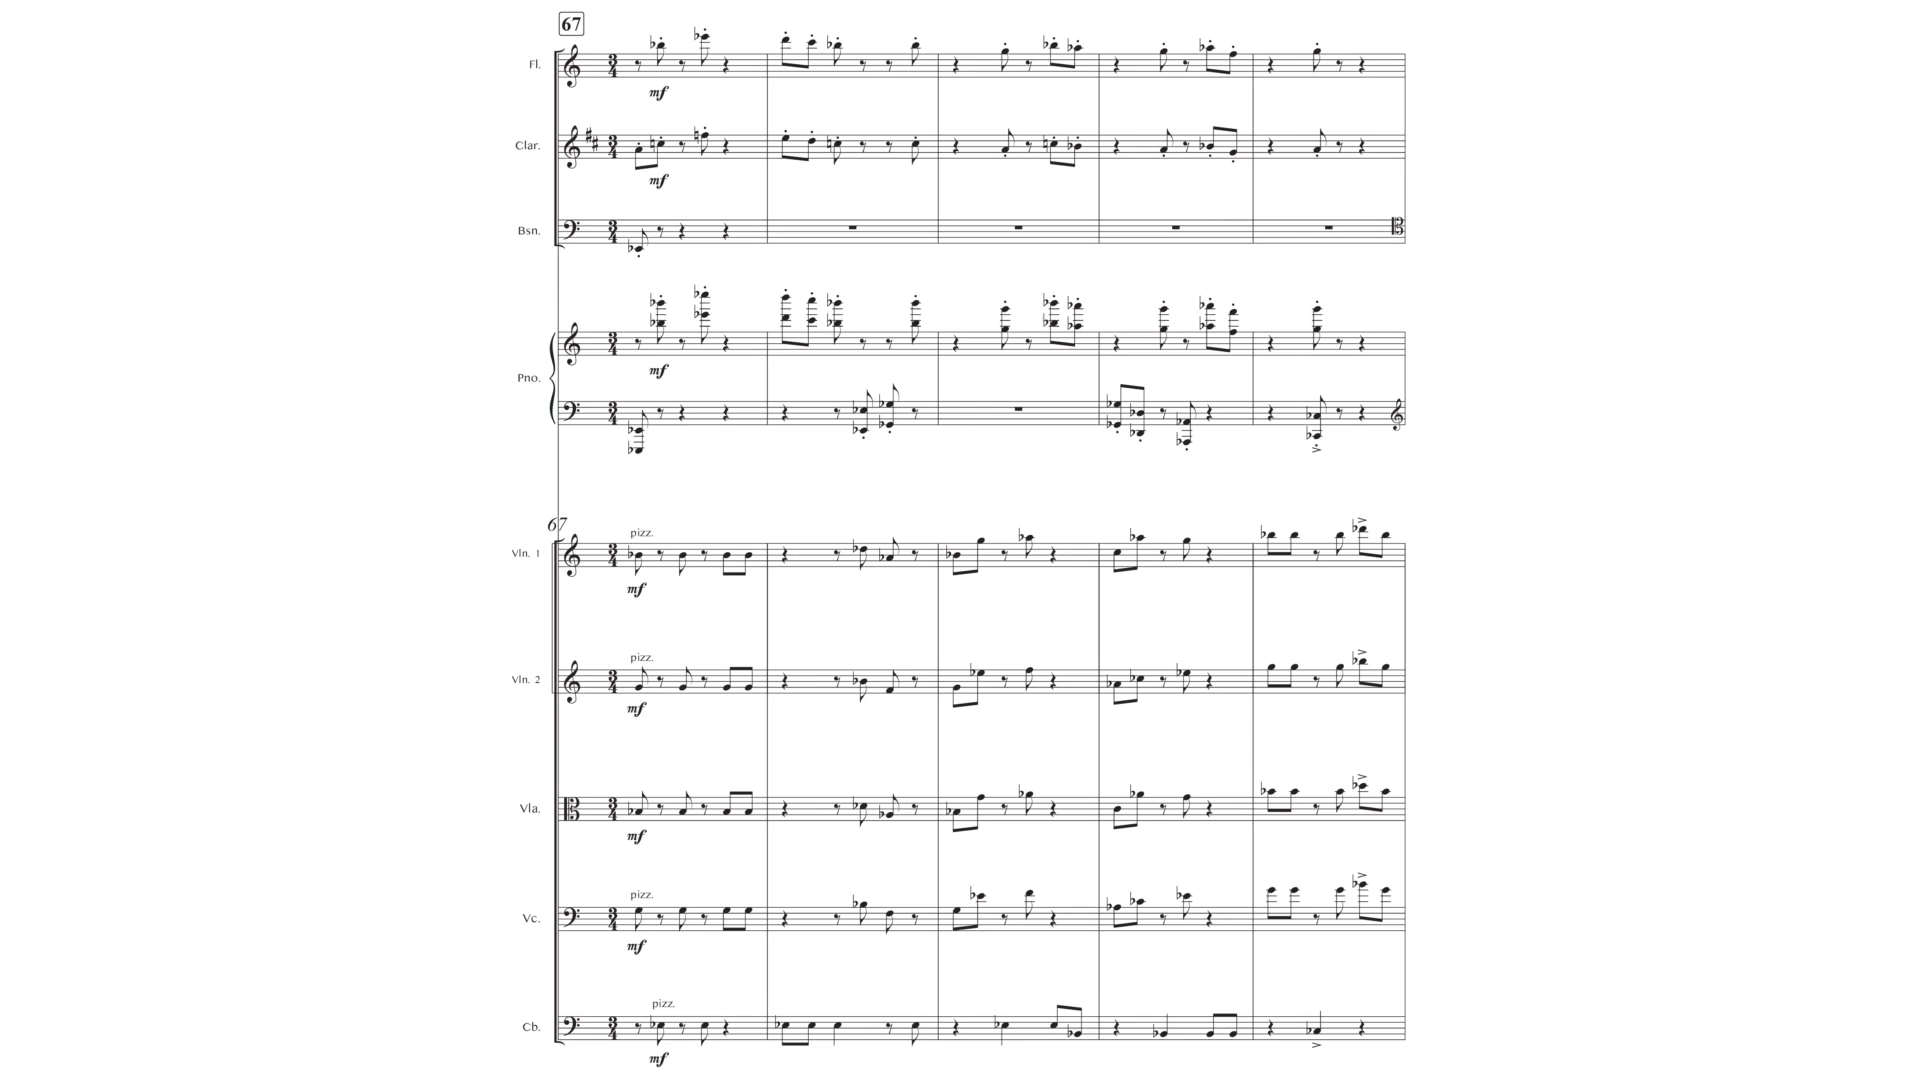 67
Fl.
mf
Clar.
mf
Bsn.
mf
Pno.
67
pizz.
Vln. 1
mf
pizz.
Vln. 2
mf
Vla.
mf
pizz.
Vc.
mf
pizz.
Cb.
mf